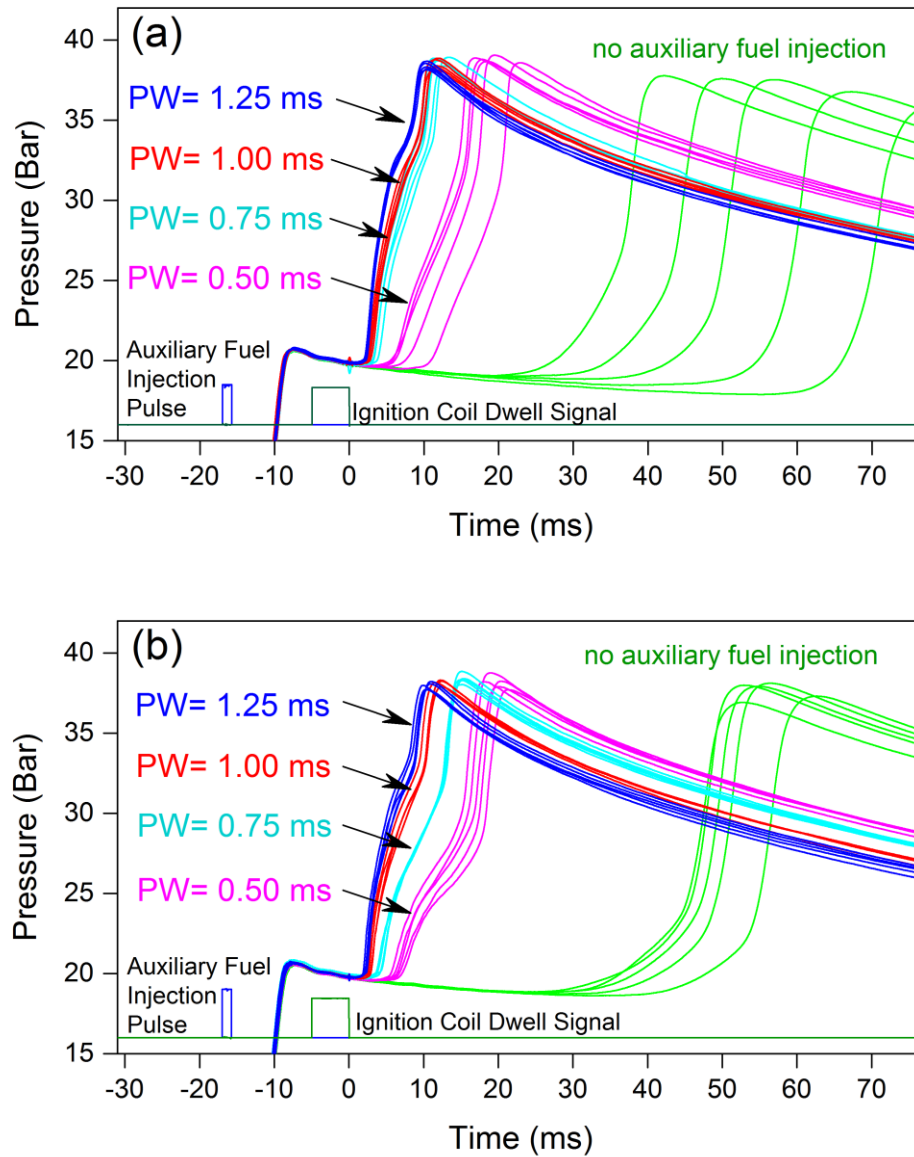 (a)
no auxiliary fuel injection
PW= 1.25 ms
PW= 1.00 ms
PW= 0.75 ms
PW= 0.50 ms
Auxiliary Fuel
Injection
Pulse
Ignition Coil Dwell Signal
Pressure (Bar)
40
35
30
25
20
15
-30 -20 -10 0 10 20 30 40 50 60 70
Time (ms)
(b)
no auxiliary fuel injection
PW= 1.25 ms
PW= 1.00 ms
PW= 0.75 ms
PW= 0.50 ms
Auxiliary Fuel
Injection
Pulse
Ignition Coil Dwell Signal
Pressure (Bar)
40
35
30
25
20
15
-30 -20 -10 0 10 20 30 40 50 60 70
Time (ms)